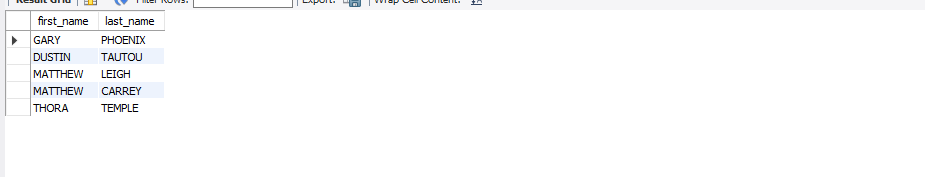 Result Grid Filter Rows: Export: Wrap Cell Content:
first_name last_name
GARY PHOENIX
DUSTIN TAUTOU
MATTHEW LEIGH
MATTHEW CARREY
THORA TEMPLE